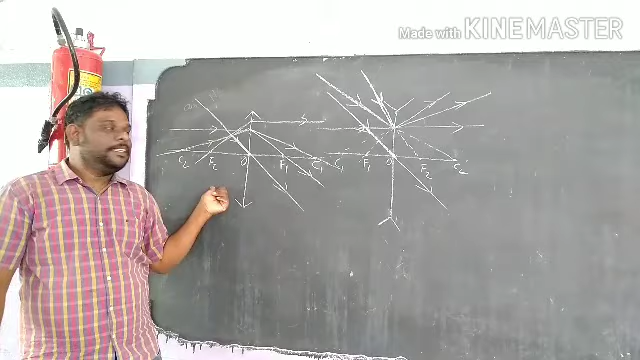 Made with KINEMASTER
C₂ F₂ O F₁ C₁
C₁ F₁ O F₂ C₂